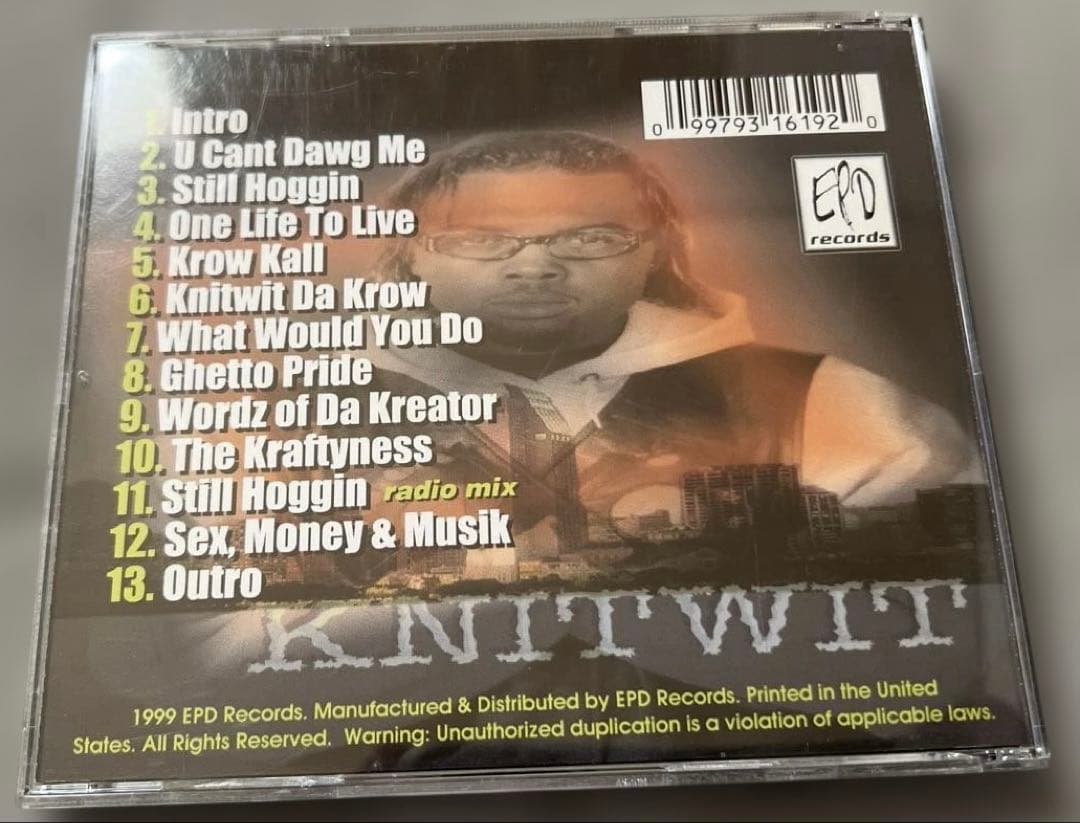 1. Intro
2. U Cant Dawg Me
3. Still Hoggin
4. One Life To Live
5. Krow Kall
6. Knitwit Da Krow
7. What Would You Do
8. Ghetto Pride
9. Wordz of Da Kreator
10. The Kraftyness
11. Still Hoggin radio mix
12. Sex, Money & Musik
13. Outro
0 99793 16192 0
EPD
records
KNITWIT
1999 EPD Records. Manufactured & Distributed by EPD Records. Printed in the United
States. All Rights Reserved. Warning: Unauthorized duplication is a violation of applicable laws.